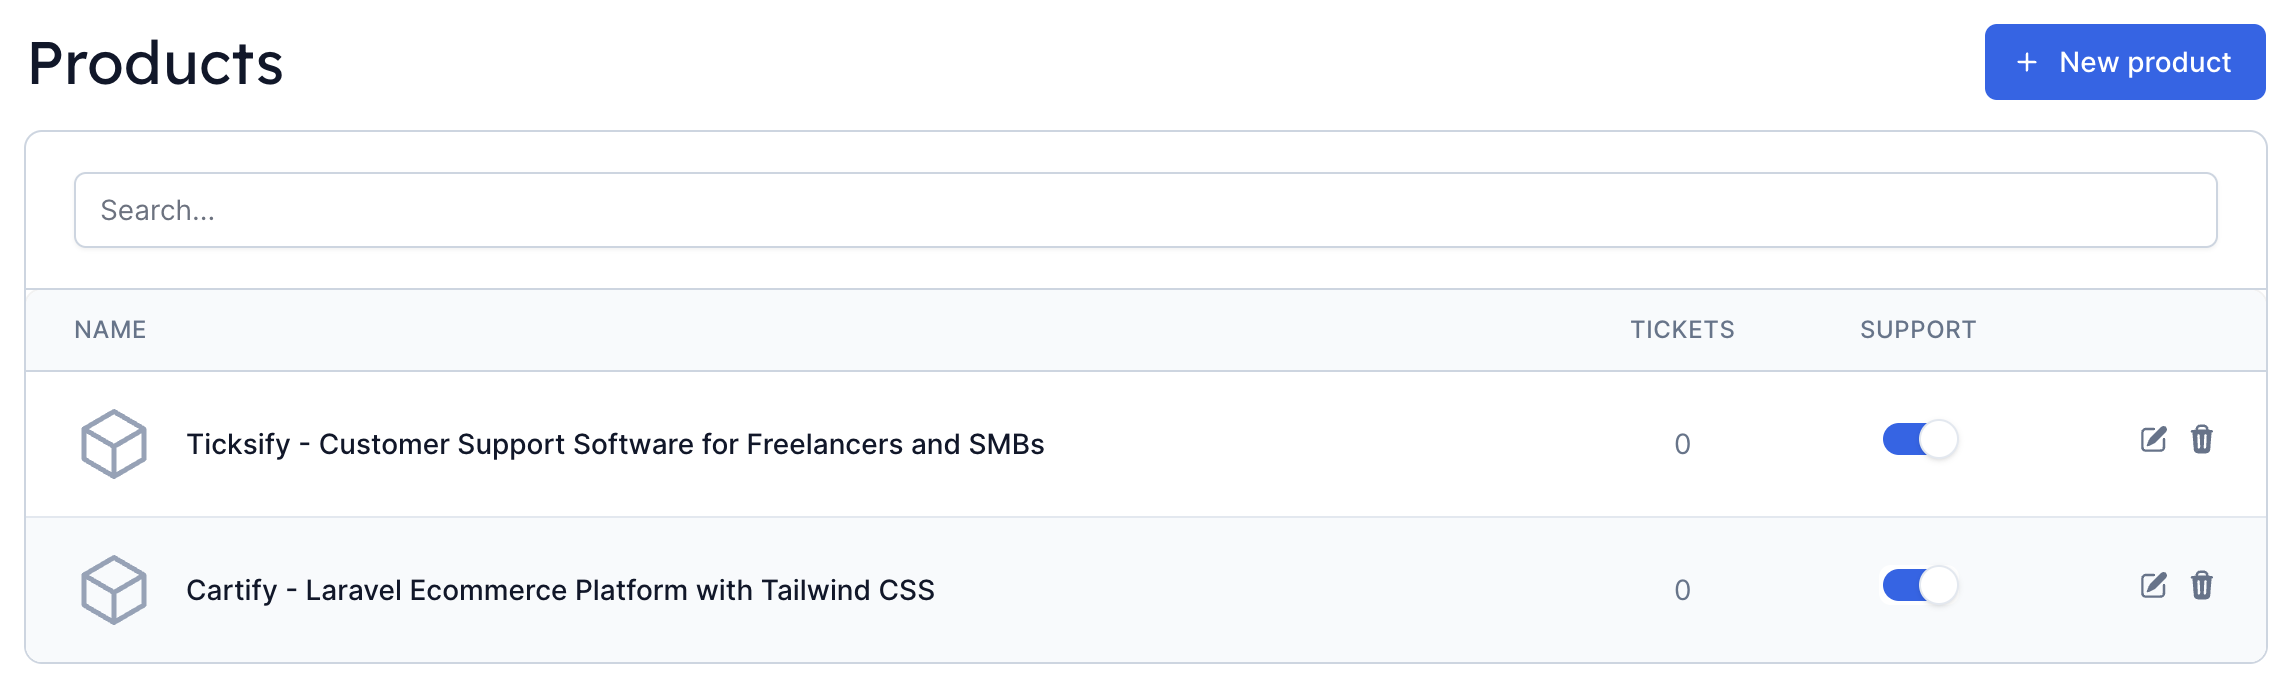 Products
+ New product
Search...
NAME TICKETS SUPPORT
Ticksify - Customer Support Software for Freelancers and SMBs 0
Cartify - Laravel Ecommerce Platform with Tailwind CSS 0